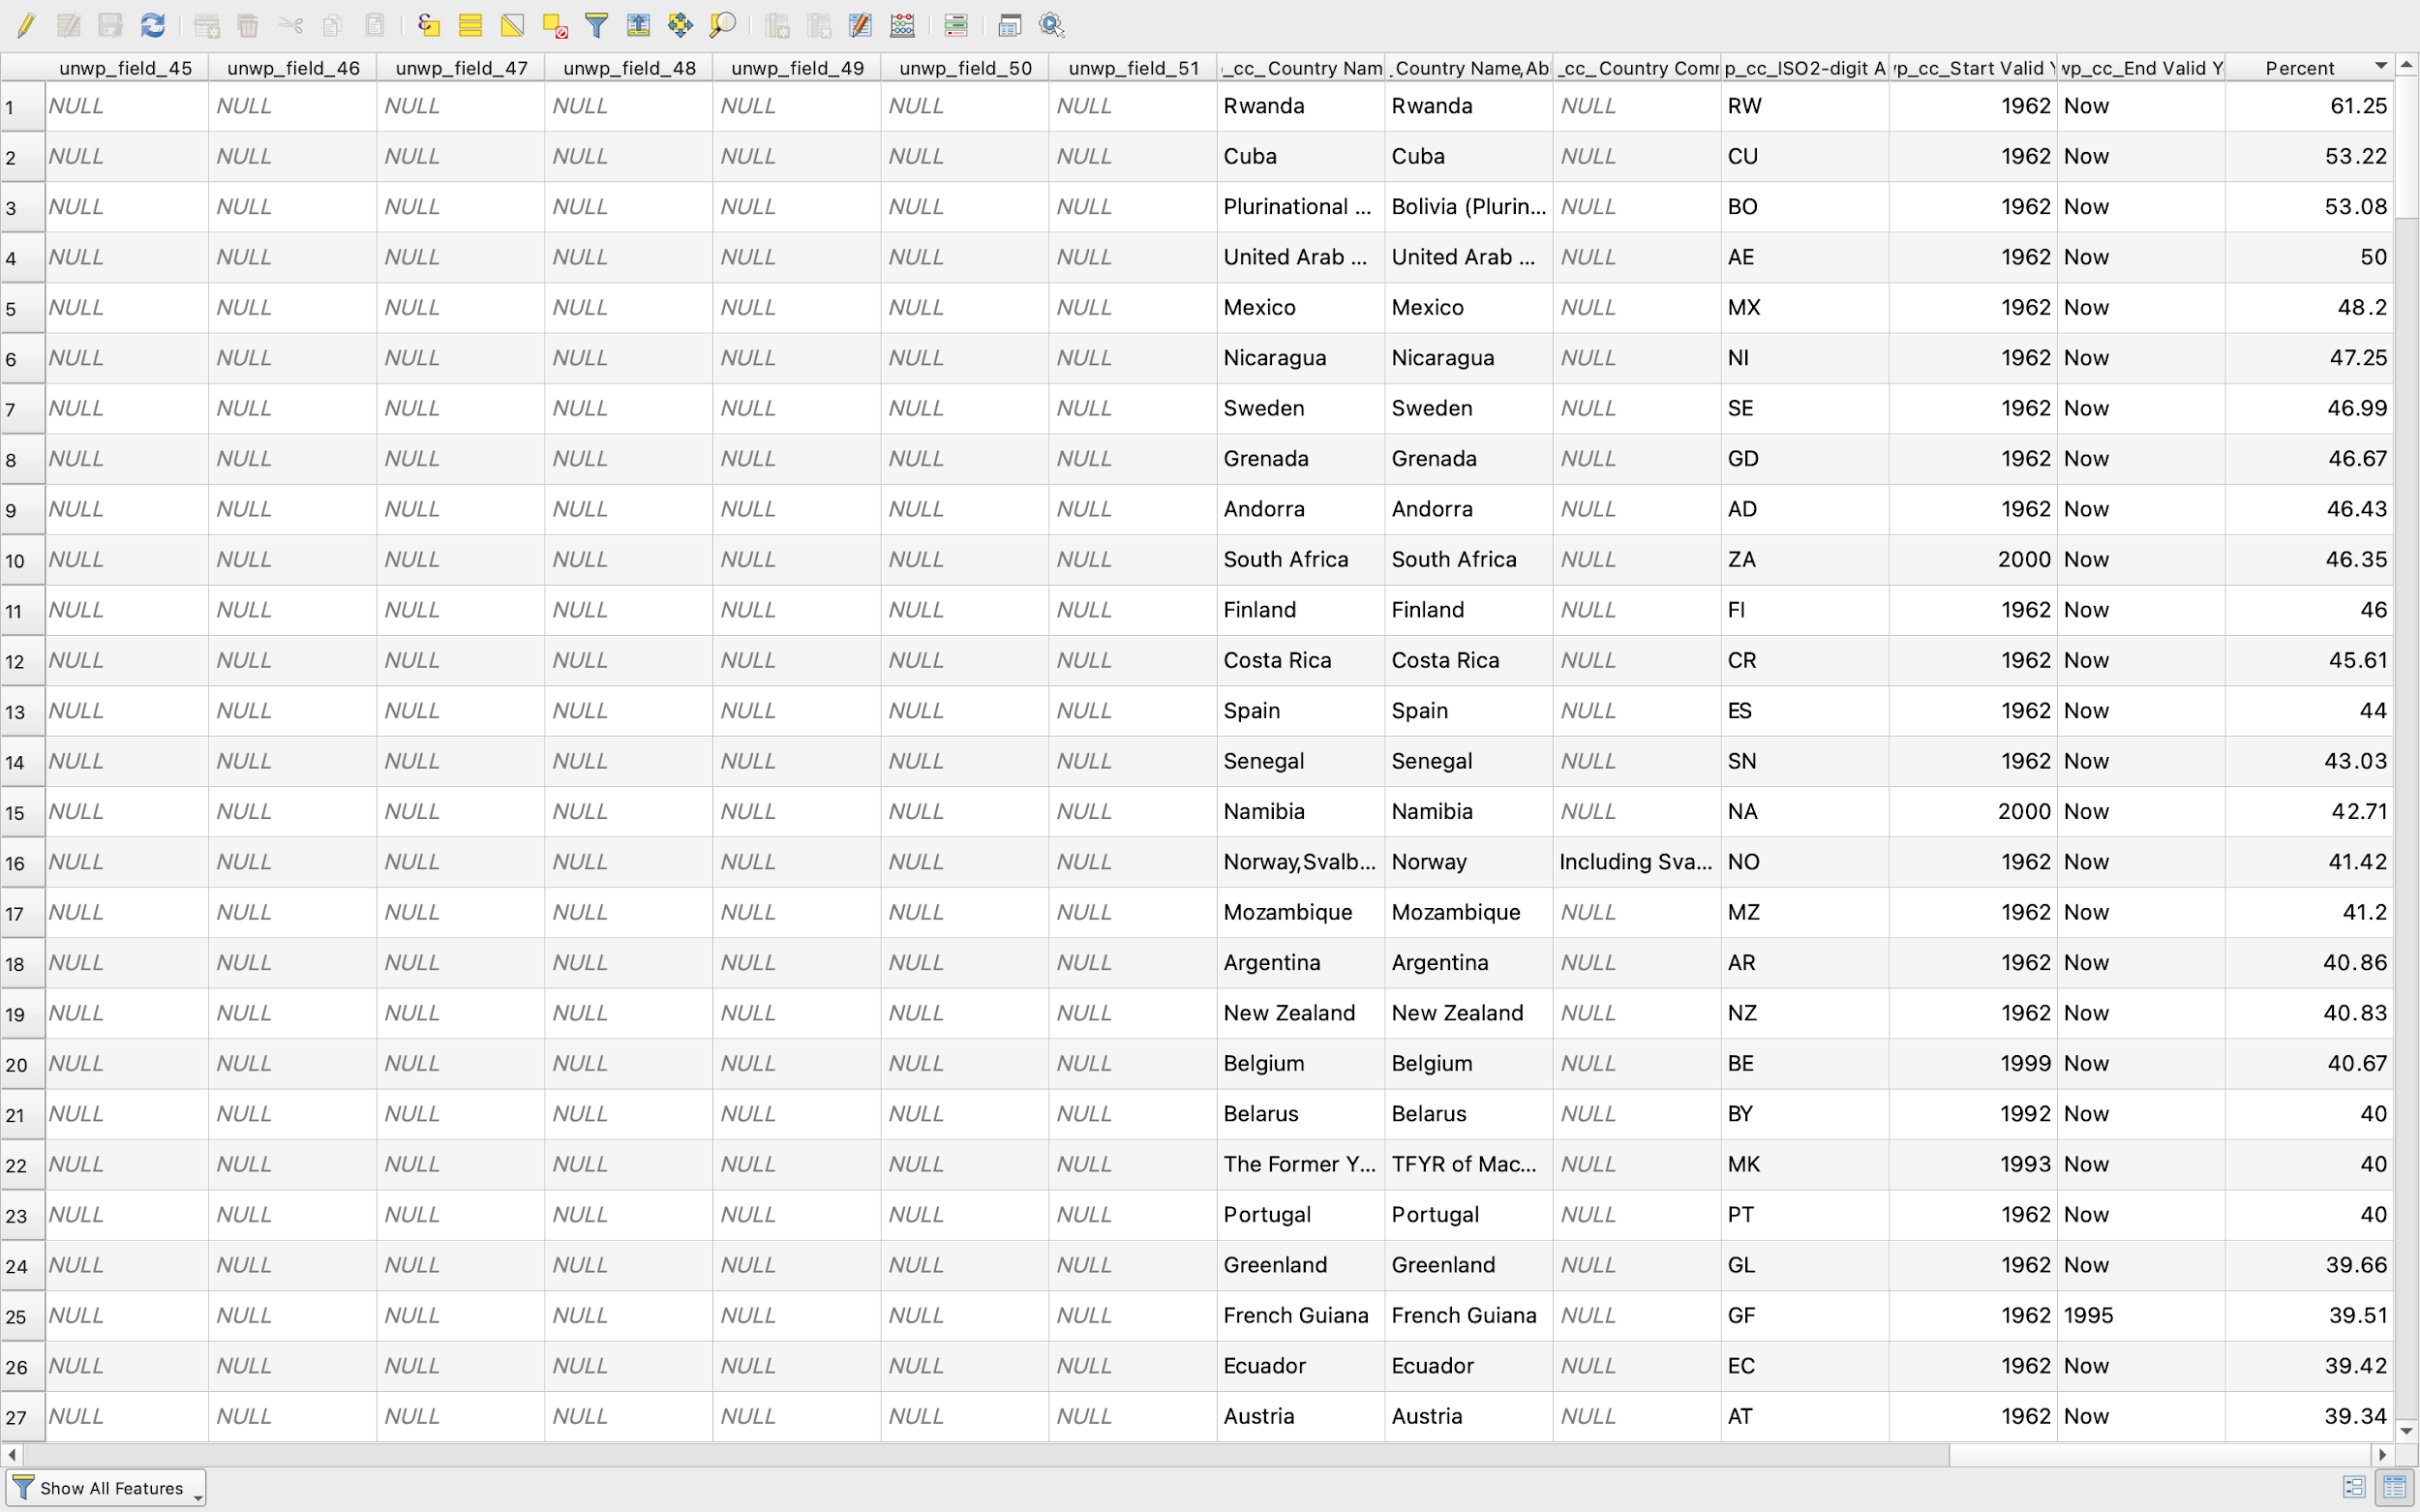 unwp_field_45 unwp_field_46 unwp_field_47 unwp_field_48 unwp_field_49 unwp_field_50 unwp_field_51 _cc_Country Nam Country Name,Ab _cc_Country Comr p_cc_ISO2-digit A p_cc_Start Valid Y wp_cc_End Valid Y Percent
1 NULL NULL NULL NULL NULL NULL NULL Rwanda Rwanda NULL RW 1962 Now 61.25
2 NULL NULL NULL NULL NULL NULL NULL Cuba Cuba NULL CU 1962 Now 53.22
3 NULL NULL NULL NULL NULL NULL NULL Plurinational ... Bolivia (Plurin... NULL BO 1962 Now 53.08
4 NULL NULL NULL NULL NULL NULL NULL United Arab ... United Arab ... NULL AE 1962 Now 50
5 NULL NULL NULL NULL NULL NULL NULL Mexico Mexico NULL MX 1962 Now 48.2
6 NULL NULL NULL NULL NULL NULL NULL Nicaragua Nicaragua NULL NI 1962 Now 47.25
7 NULL NULL NULL NULL NULL NULL NULL Sweden Sweden NULL SE 1962 Now 46.99
8 NULL NULL NULL NULL NULL NULL NULL Grenada Grenada NULL GD 1962 Now 46.67
9 NULL NULL NULL NULL NULL NULL NULL Andorra Andorra NULL AD 1962 Now 46.43
10 NULL NULL NULL NULL NULL NULL NULL South Africa South Africa NULL ZA 2000 Now 46.35
11 NULL NULL NULL NULL NULL NULL NULL Finland Finland NULL FI 1962 Now 46
12 NULL NULL NULL NULL NULL NULL NULL Costa Rica Costa Rica NULL CR 1962 Now 45.61
13 NULL NULL NULL NULL NULL NULL NULL Spain Spain NULL ES 1962 Now 44
14 NULL NULL NULL NULL NULL NULL NULL Senegal Senegal NULL SN 1962 Now 43.03
15 NULL NULL NULL NULL NULL NULL NULL Namibia Namibia NULL NA 2000 Now 42.71
16 NULL NULL NULL NULL NULL NULL NULL Norway,Svalb... Norway Including Sva... NO 1962 Now 41.42
17 NULL NULL NULL NULL NULL NULL NULL Mozambique Mozambique NULL MZ 1962 Now 41.2
18 NULL NULL NULL NULL NULL NULL NULL Argentina Argentina NULL AR 1962 Now 40.86
19 NULL NULL NULL NULL NULL NULL NULL New Zealand New Zealand NULL NZ 1962 Now 40.83
20 NULL NULL NULL NULL NULL NULL NULL Belgium Belgium NULL BE 1999 Now 40.67
21 NULL NULL NULL NULL NULL NULL NULL Belarus Belarus NULL BY 1992 Now 40
22 NULL NULL NULL NULL NULL NULL NULL The Former Y... TFYR of Mac... NULL MK 1993 Now 40
23 NULL NULL NULL NULL NULL NULL NULL Portugal Portugal NULL PT 1962 Now 40
24 NULL NULL NULL NULL NULL NULL NULL Greenland Greenland NULL GL 1962 Now 39.66
25 NULL NULL NULL NULL NULL NULL NULL French Guiana French Guiana NULL GF 1962 1995 39.51
26 NULL NULL NULL NULL NULL NULL NULL Ecuador Ecuador NULL EC 1962 Now 39.42
27 NULL NULL NULL NULL NULL NULL NULL Austria Austria NULL AT 1962 Now 39.34
Show All Features